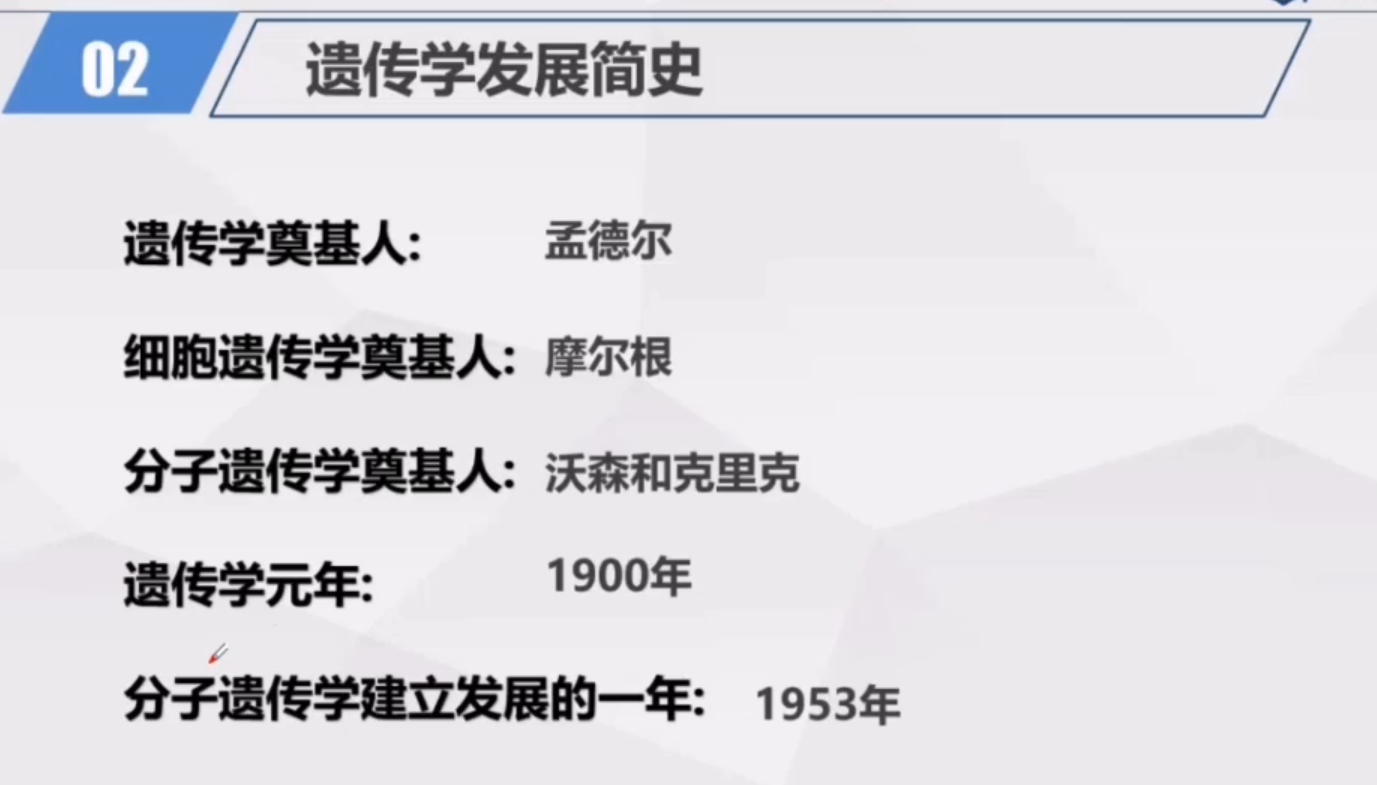 02 遗传学发展简史
遗传学奠基人: 孟德尔
细胞遗传学奠基人: 摩尔根
分子遗传学奠基人: 沃森和克里克
遗传学元年: 1900年
分子遗传学建立发展的一年: 1953年